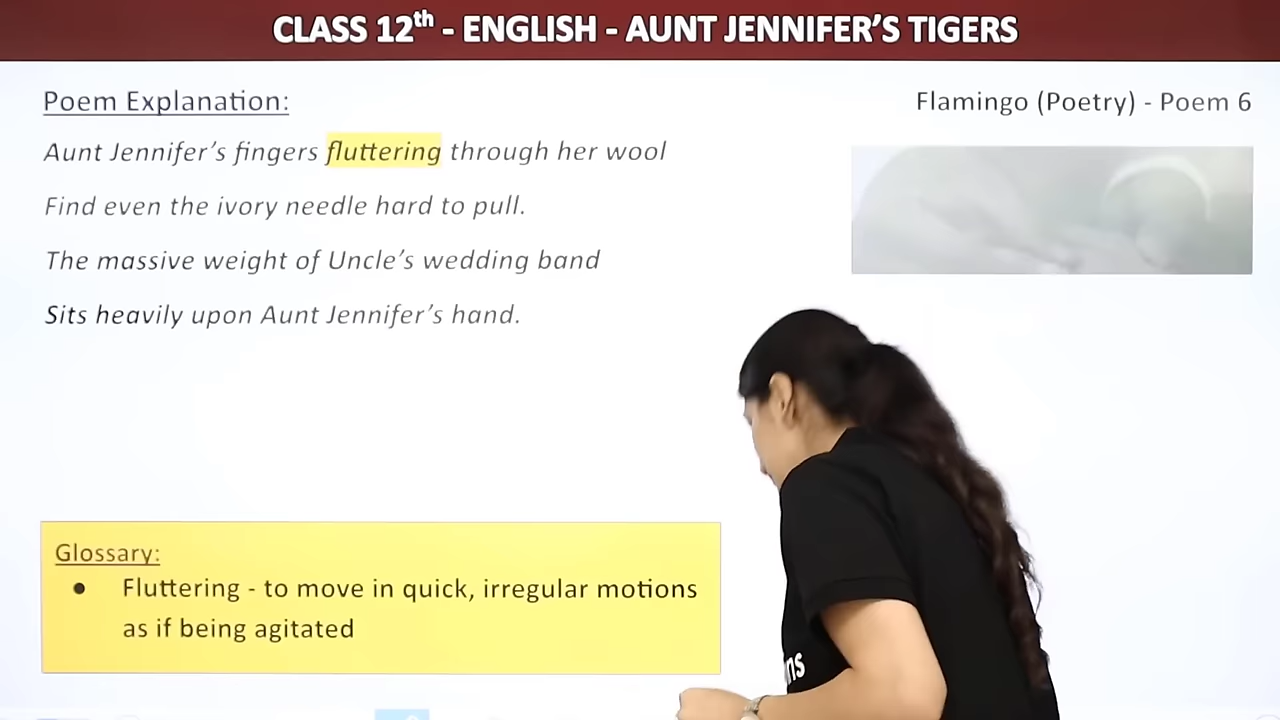 CLASS 12th - ENGLISH - AUNT JENNIFER’S TIGERS
Poem Explanation:
Flamingo (Poetry) - Poem 6
Aunt Jennifer’s fingers fluttering through her wool
Find even the ivory needle hard to pull.
The massive weight of Uncle’s wedding band
Sits heavily upon Aunt Jennifer’s hand.
Glossary:
● Fluttering - to move in quick, irregular motions
as if being agitated